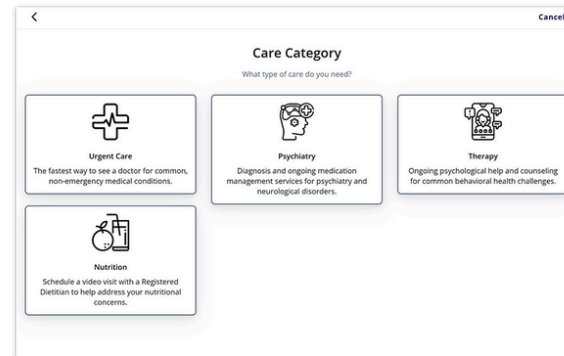 Cancel
Care Category
What type of care do you need?
Urgent Care
The fastest way to see a doctor for common,
non-emergency medical conditions.
Psychiatry
Diagnosis and ongoing medication
management services for psychiatry and
neurological disorders.
Therapy
Ongoing psychological help and counseling
for common behavioral health challenges.
Nutrition
Schedule a video visit with a Registered
Dietitian to help address your nutritional
concerns.